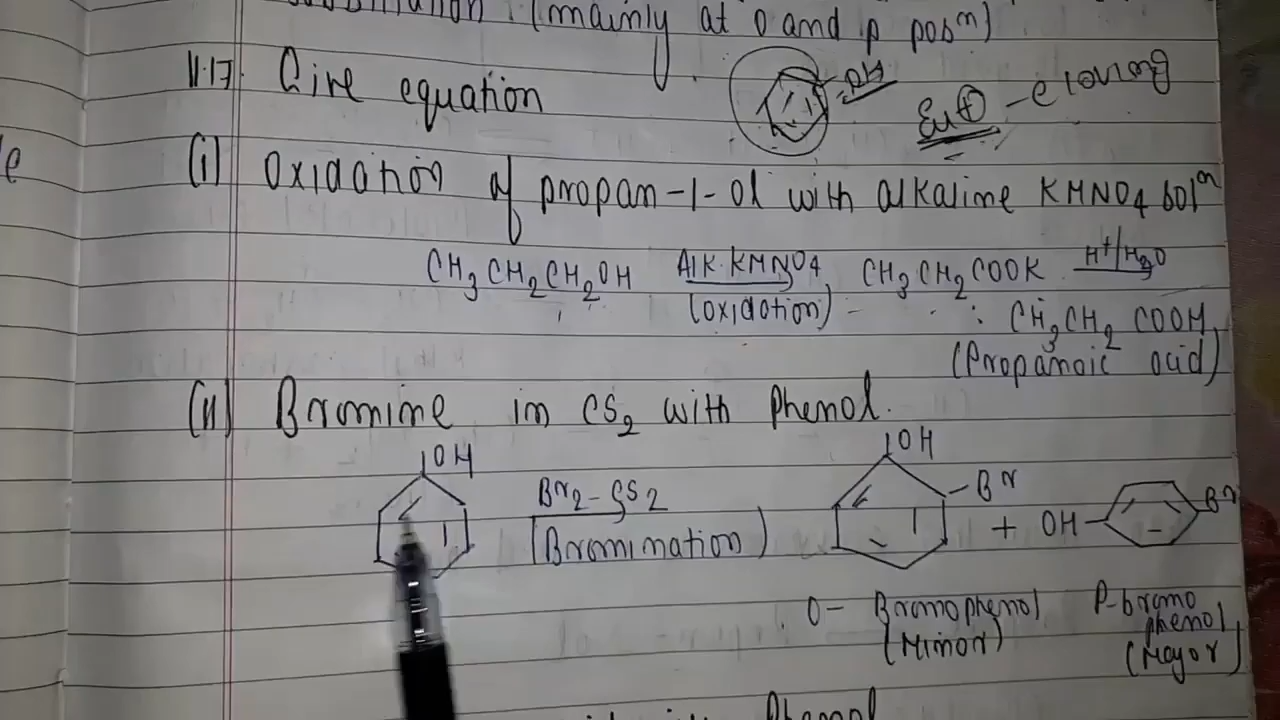 (mainly at O and p posⁿ)
11.17. Give equation
OH
Eu⊕ - e loving
(i) Oxidation of propan-1-ol with alkaline KMNO4 solⁿ
CH3CH2CH2OH Alk. KMNO4 (oxidation) CH3CH2COOK H⁺/H2O
CH3CH2COOH
(Propanoic acid)
(ii) Bromine in CS2 with phenol.
OH Br2-CS2 (Bromination) OH -Br + OH Br
O- Bromophenol (Minor) P-bromo phenol (Mayor)
Phenol